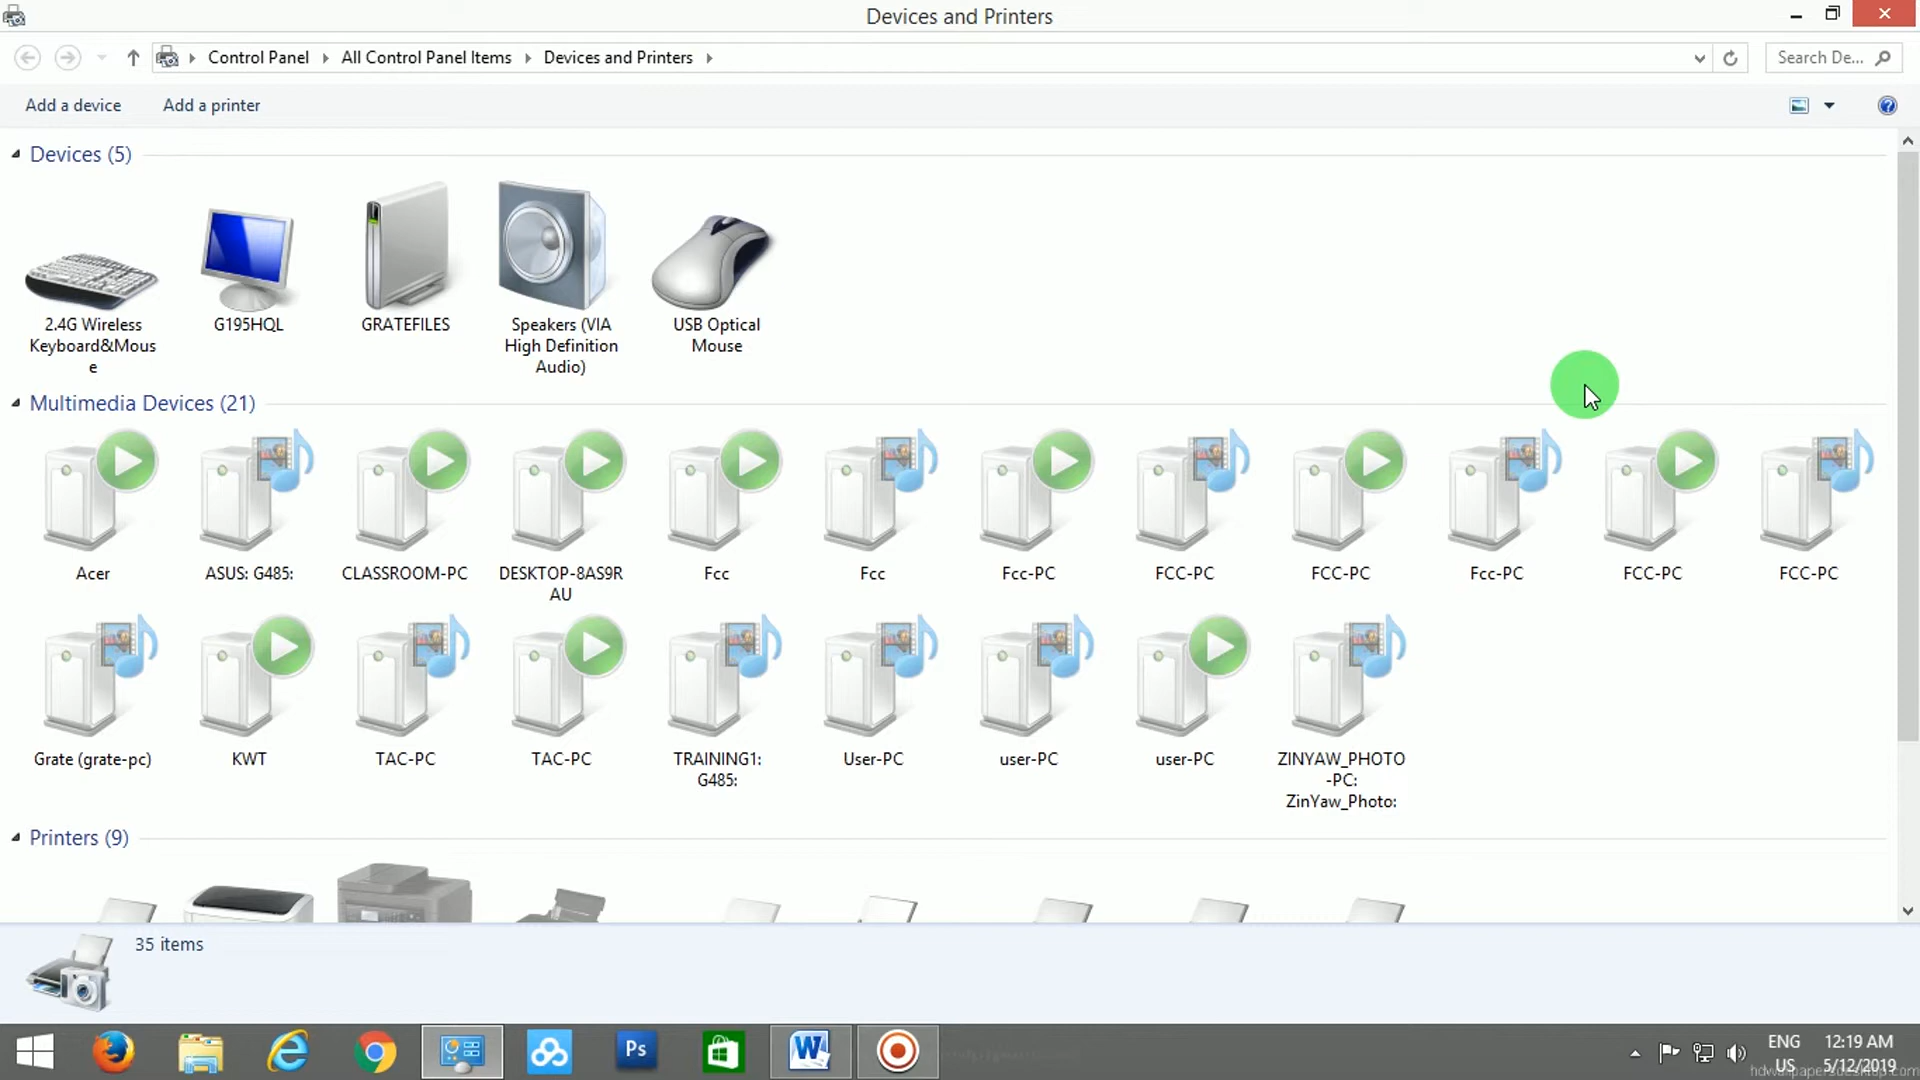 Devices and Printers
Control Panel All Control Panel Items Devices and Printers
Search De...
Add a device Add a printer
Devices (5)
2.4G Wireless
Keyboard&Mous
e
G195HQL
GRATEFILES
Speakers (VIA
High Definition
Audio)
USB Optical
Mouse
Multimedia Devices (21)
Acer
ASUS: G485:
CLASSROOM-PC
DESKTOP-8AS9R
AU
Fcc
Fcc
Fcc-PC
FCC-PC
FCC-PC
Fcc-PC
FCC-PC
FCC-PC
Grate (grate-pc)
KWT
TAC-PC
TAC-PC
TRAINING1:
G485:
User-PC
user-PC
user-PC
ZINYAW_PHOTO
-PC:
ZinYaw_Photo:
Printers (9)
35 items
Ps
ENG
US
12:19 AM
5/12/2019